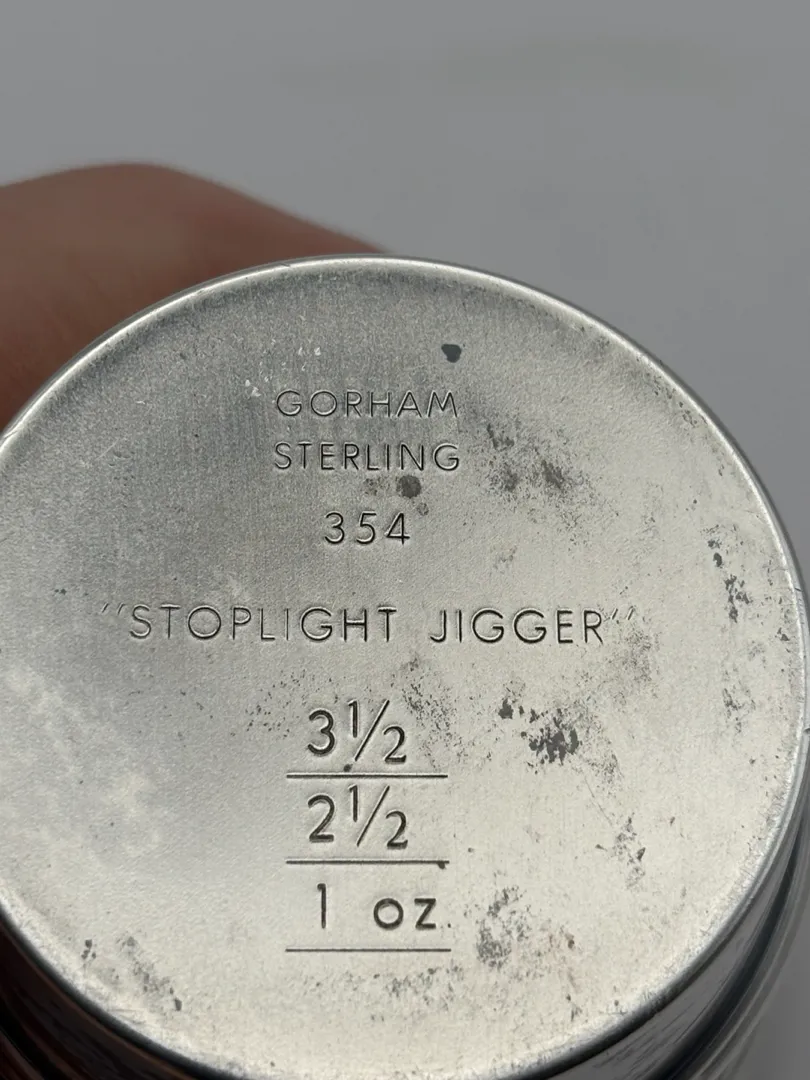 GORHAM
STERLING
354
"STOPLIGHT JIGGER"
3½
2½
1 oz.